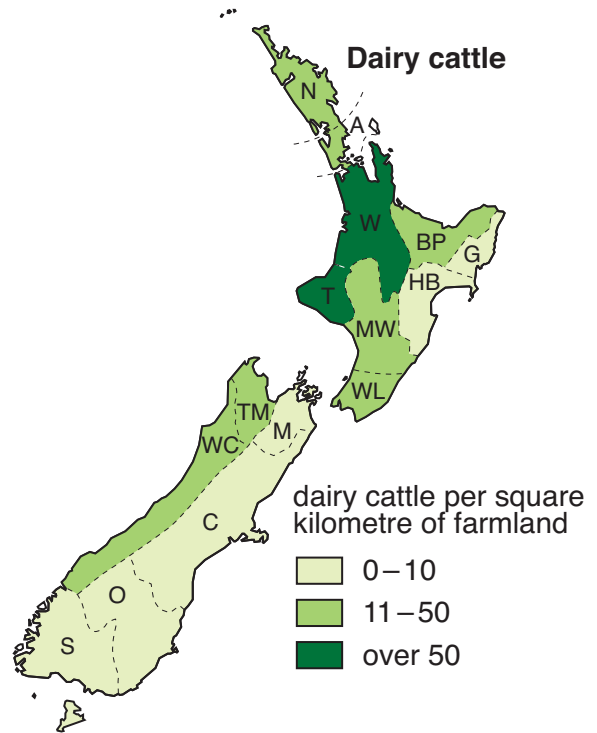 Dairy cattle
N
A
W
BP
G
HB
T
MW
WL
TM
M
WC
C
O
S
dairy cattle per square
kilometre of farmland
0–10
11–50
over 50